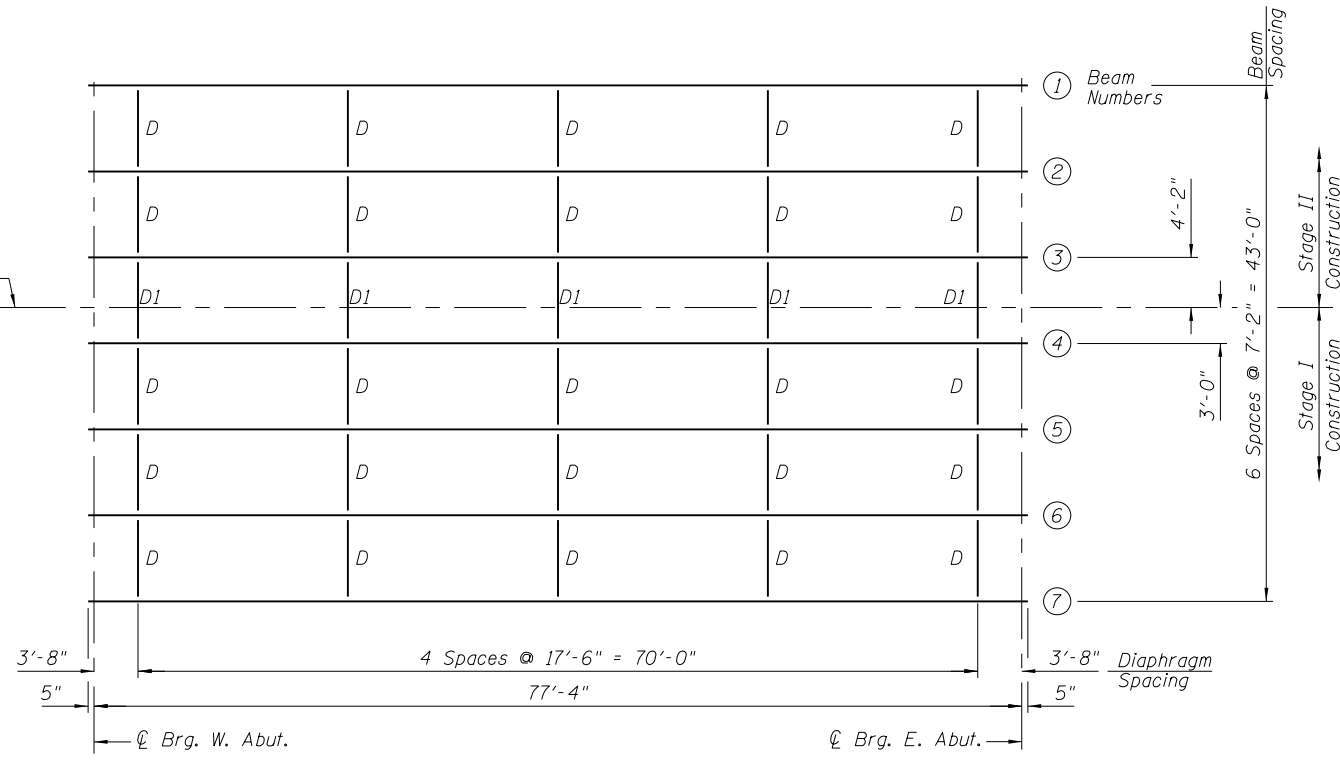 Beam
Spacing
1
Beam
Numbers
D D D D D
2
D D D D D
4'-2"
3
Stage II
Construction
D1 D1 D1 D1 D1
6 Spaces @ 7'-2" = 43'-0"
4
3'-0"
Stage I
Construction
D D D D D
5
D D D D D
6
D D D D D
7
3'-8"
4 Spaces @ 17'-6" = 70'-0"
3'-8"
Diaphragm
Spacing
5"
77'-4"
5"
℄ Brg. W. Abut.
℄ Brg. E. Abut.